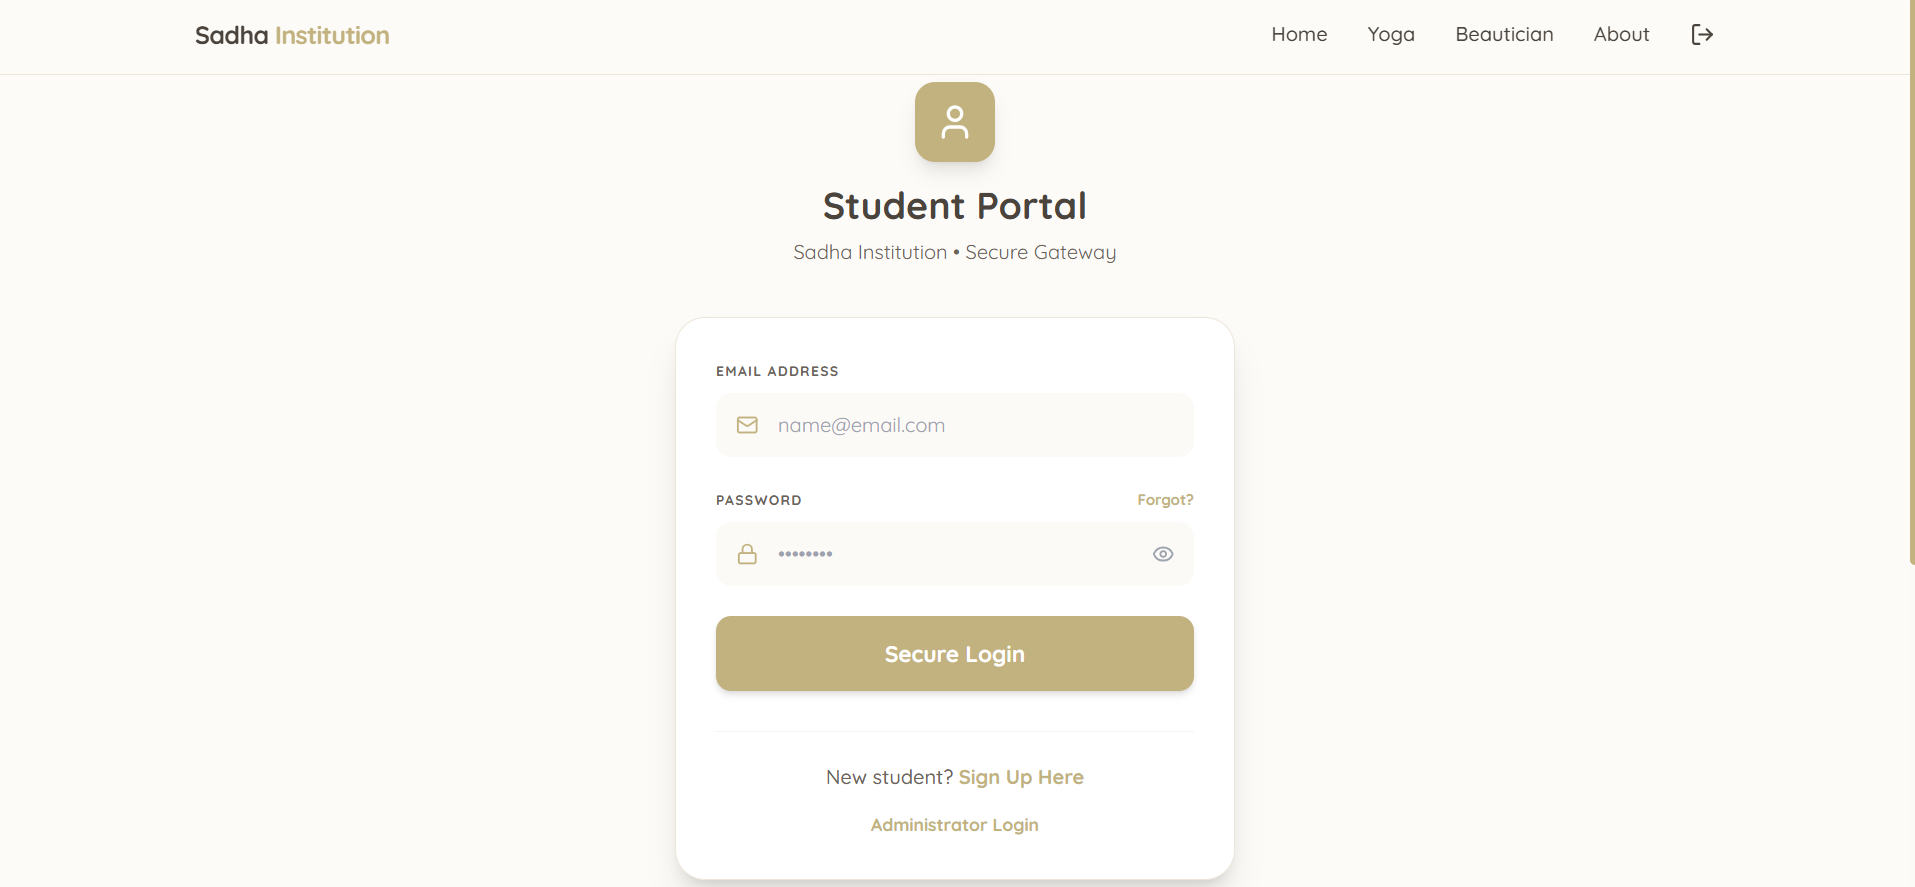 Sadha Institution
Home Yoga Beautician About
Student Portal
Sadha Institution • Secure Gateway
EMAIL ADDRESS
name@email.com
PASSWORD Forgot?
••••••••
Secure Login
New student? Sign Up Here
Administrator Login